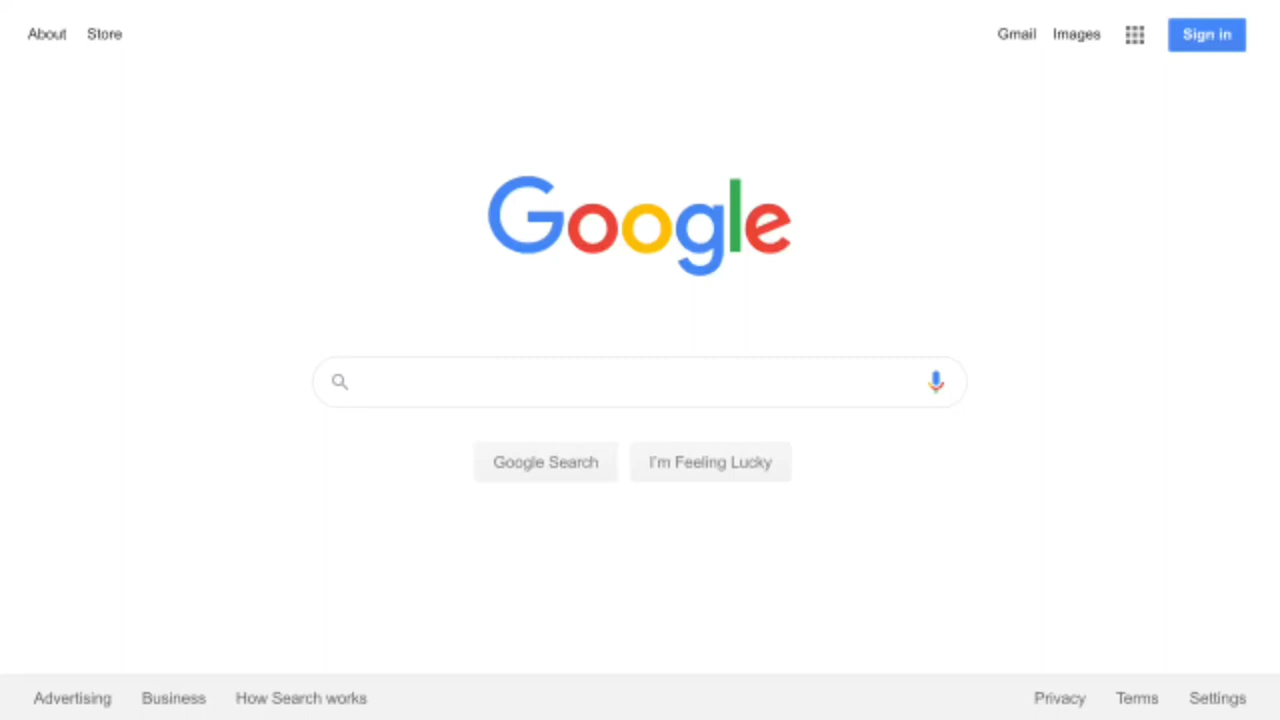 About Store Gmail Images Sign in
Google
Google Search I'm Feeling Lucky
Advertising Business How Search works Privacy Terms Settings